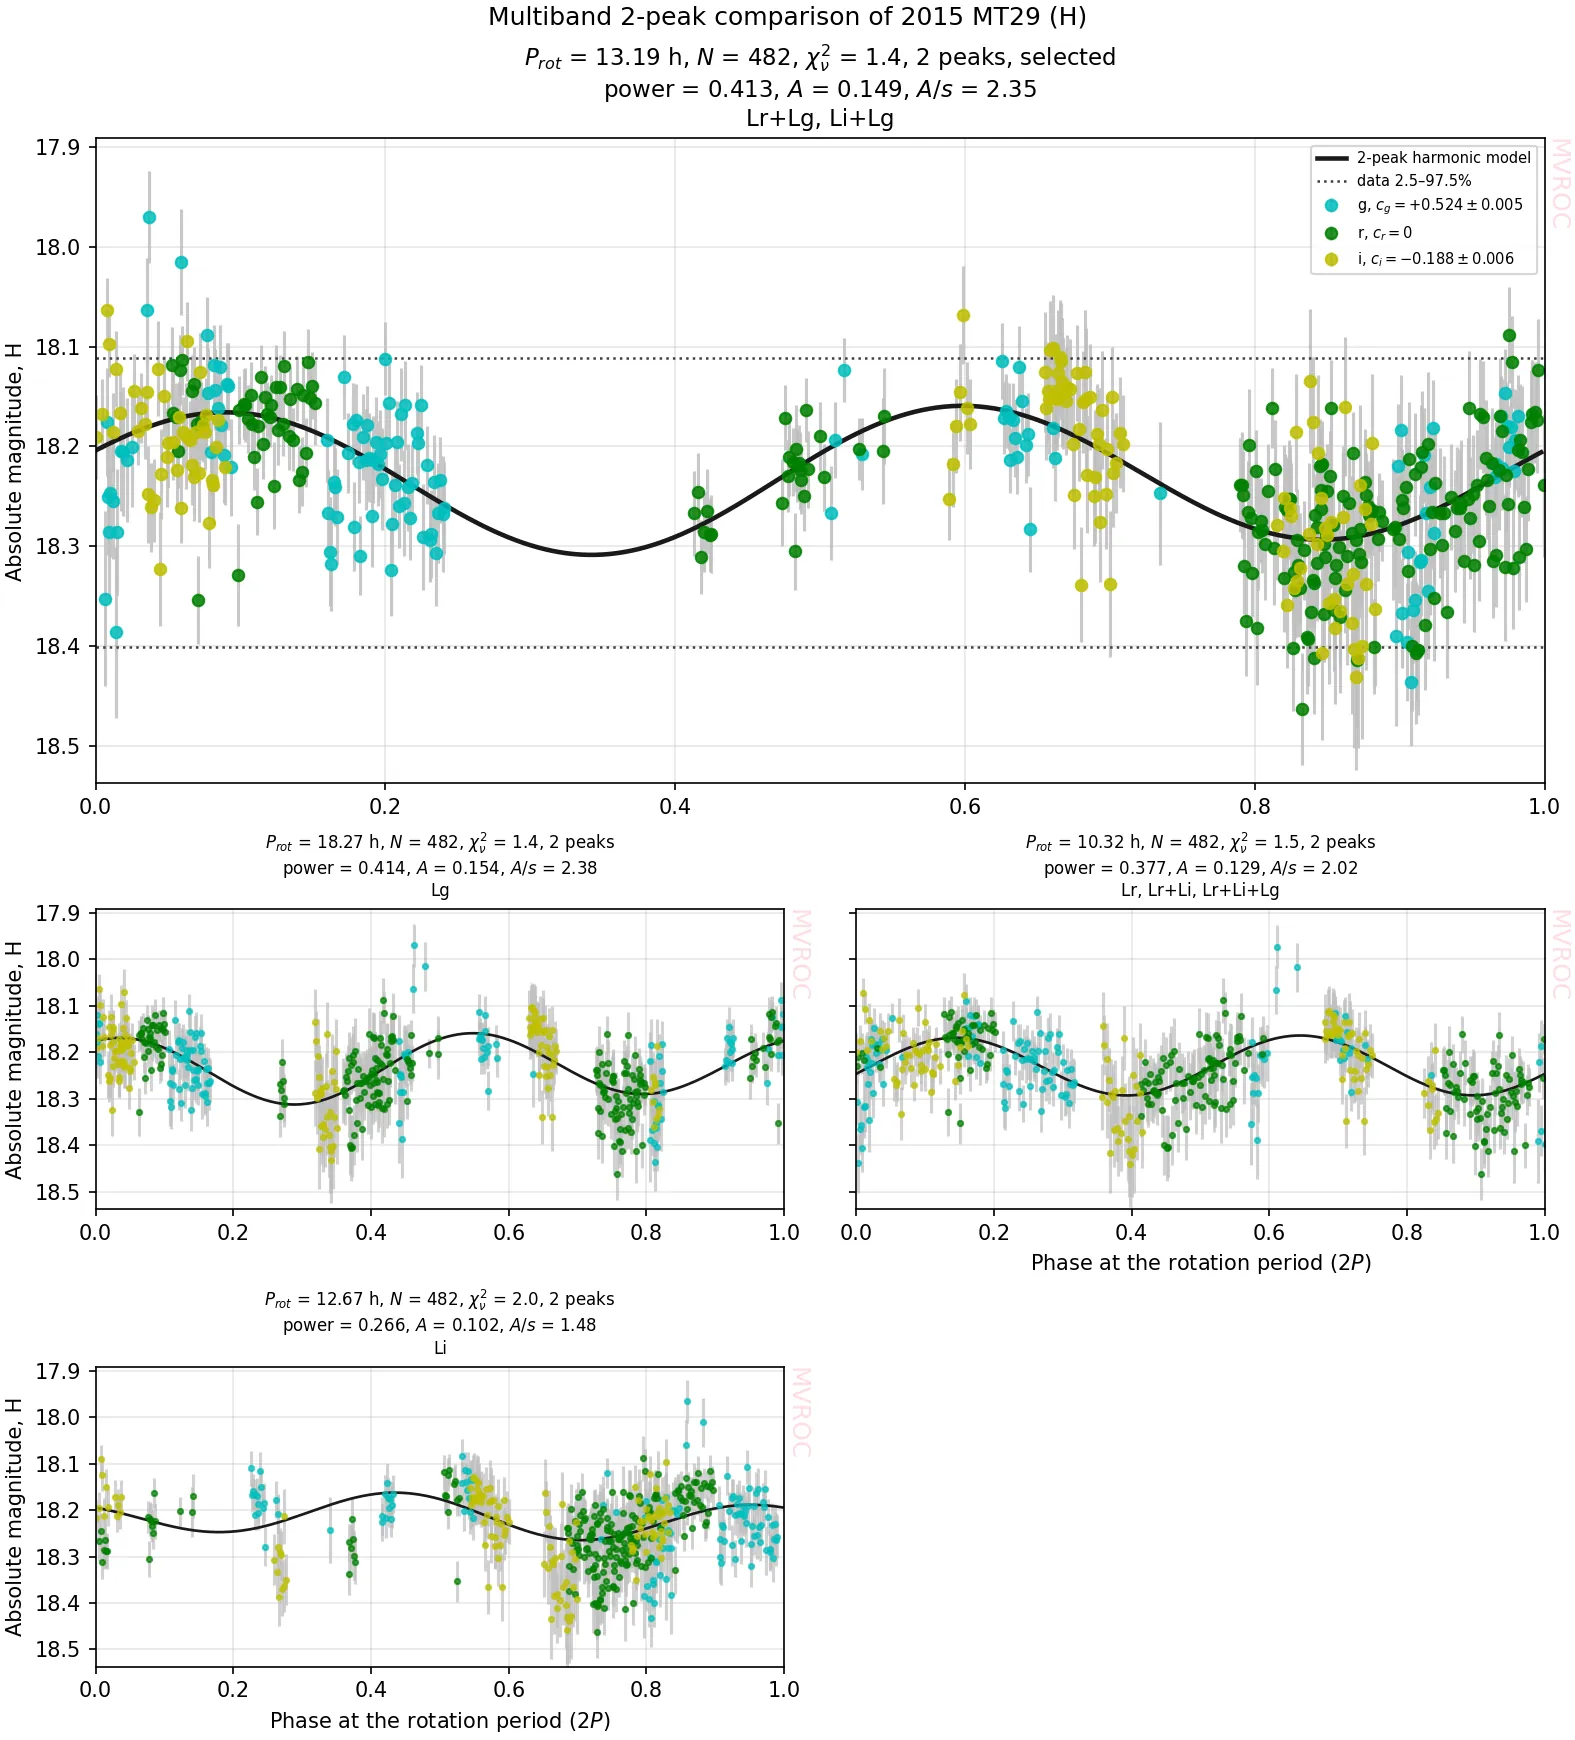 Multiband 2-peak comparison of 2015 MT29 (H)
P_rot = 13.19 h, N = 482, χ²_ν = 1.4, 2 peaks, selected
power = 0.413, A = 0.149, A/s = 2.35
Lr+Lg, Li+Lg
17.9
18.0
18.1
18.2
18.3
18.4
18.5
Absolute magnitude, H
2-peak harmonic model
data 2.5–97.5%
g, c_g = +0.524 ± 0.005
r, c_r = 0
i, c_i = −0.188 ± 0.006
MVROC
0.0 0.2 0.4 0.6 0.8 1.0
P_rot = 18.27 h, N = 482, χ²_ν = 1.4, 2 peaks
power = 0.414, A = 0.154, A/s = 2.38
Lg
17.9
18.0
18.1
18.2
18.3
18.4
18.5
Absolute magnitude, H
MVROC
0.0 0.2 0.4 0.6 0.8 1.0
P_rot = 10.32 h, N = 482, χ²_ν = 1.5, 2 peaks
power = 0.377, A = 0.129, A/s = 2.02
Lr, Lr+Li, Lr+Li+Lg
MVROC
0.0 0.2 0.4 0.6 0.8 1.0
Phase at the rotation period (2P)
P_rot = 12.67 h, N = 482, χ²_ν = 2.0, 2 peaks
power = 0.266, A = 0.102, A/s = 1.48
Li
17.9
18.0
18.1
18.2
18.3
18.4
18.5
Absolute magnitude, H
MVROC
0.0 0.2 0.4 0.6 0.8 1.0
Phase at the rotation period (2P)